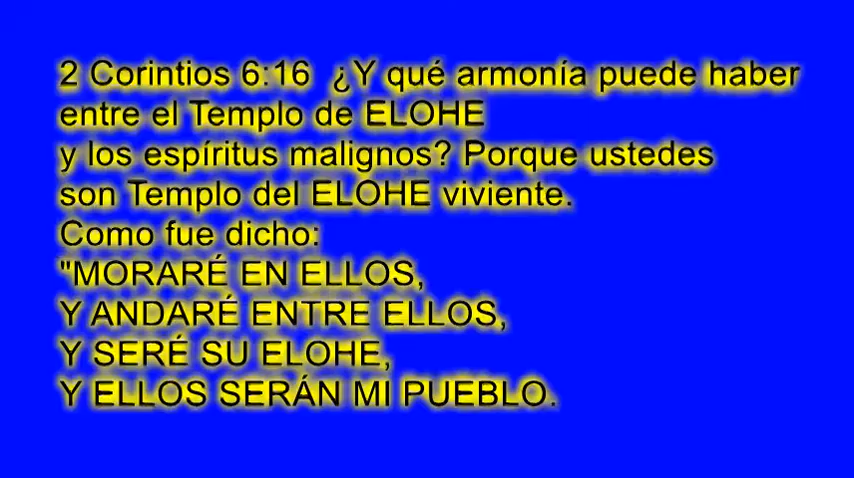 2 Corintios 6:16  ¿Y qué armonía puede haber
entre el Templo de ELOHE
y los espíritus malignos? Porque ustedes
son Templo del ELOHE viviente.
Como fue dicho:
"MORARÉ EN ELLOS,
Y ANDARÉ ENTRE ELLOS,
Y SERÉ SU ELOHE,
Y ELLOS SERÁN MI PUEBLO.